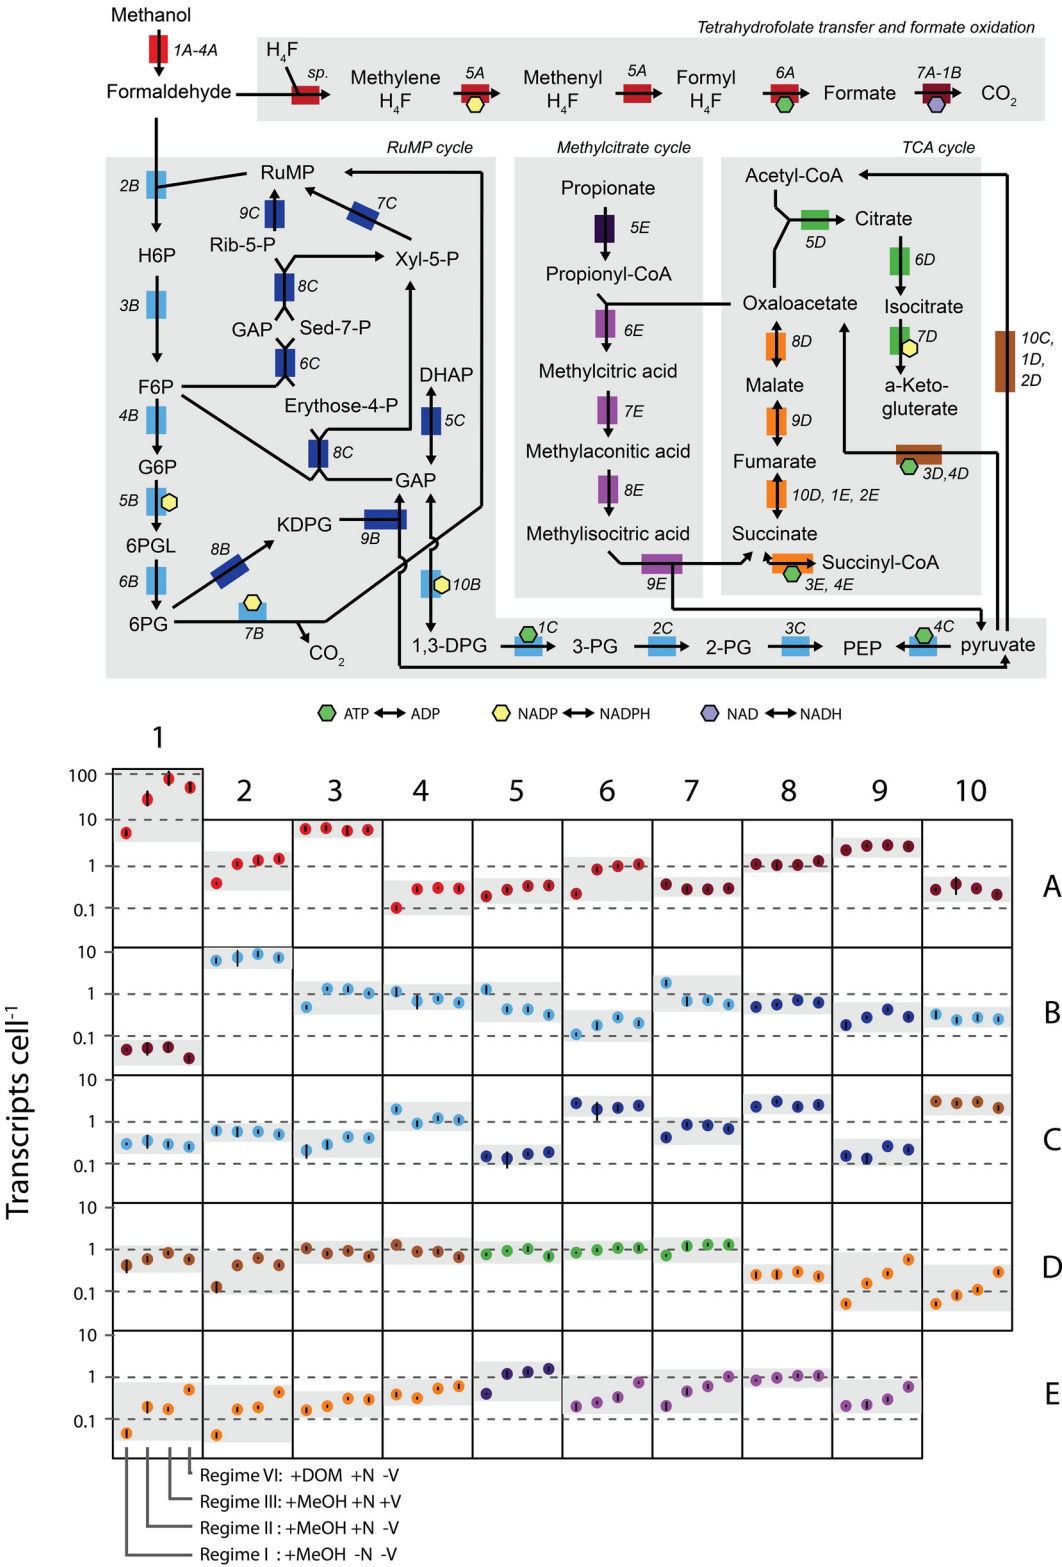 Methanol
1A-4A
Formaldehyde
Tetrahydrofolate transfer and formate oxidation
H4F
sp.
Methylene
H4F
5A
Methenyl
H4F
5A
Formyl
H4F
6A
Formate
7A-1B
CO2
RuMP cycle
2B
RuMP
9C
7C
Rib-5-P
Xyl-5-P
H6P
8C
3B
GAP
Sed-7-P
6C
F6P
DHAP
Erythose-4-P
4B
5C
8C
G6P
GAP
5B
KDPG
9B
6PGL
8B
6B
10B
6PG
7B
CO2
1,3-DPG
1C
3-PG
2C
2-PG
3C
PEP
4C
pyruvate
Methylcitrate cycle
Propionate
5E
Propionyl-CoA
6E
Methylcitric acid
7E
Methylaconitic acid
8E
Methylisocitric acid
9E
TCA cycle
Acetyl-CoA
Citrate
5D
6D
Oxaloacetate
Isocitrate
8D
7D
Malate
a-Keto-
gluterate
9D
Fumarate
3D,4D
10D, 1E, 2E
Succinate
Succinyl-CoA
3E, 4E
10C,
1D,
2D
ATP ADP
NADP NADPH
NAD NADH
1
2 3 4 5 6 7 8 9 10
100
10
1
0.1
A
10
1
0.1
B
10
1
0.1
C
10
1
0.1
D
10
1
0.1
E
Transcripts cell-1
Regime VI: +DOM +N -V
Regime III: +MeOH +N +V
Regime II : +MeOH +N -V
Regime I : +MeOH -N -V